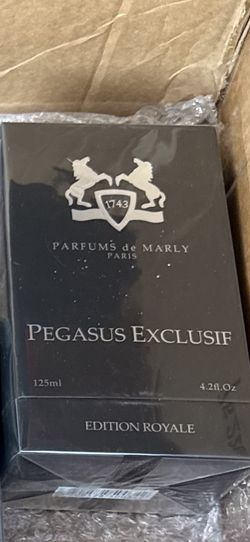 1743
PARFUMS de MARLY
PARIS
PEGASUS EXCLUSIF
125ml 4.2fl.Oz
EDITION ROYALE